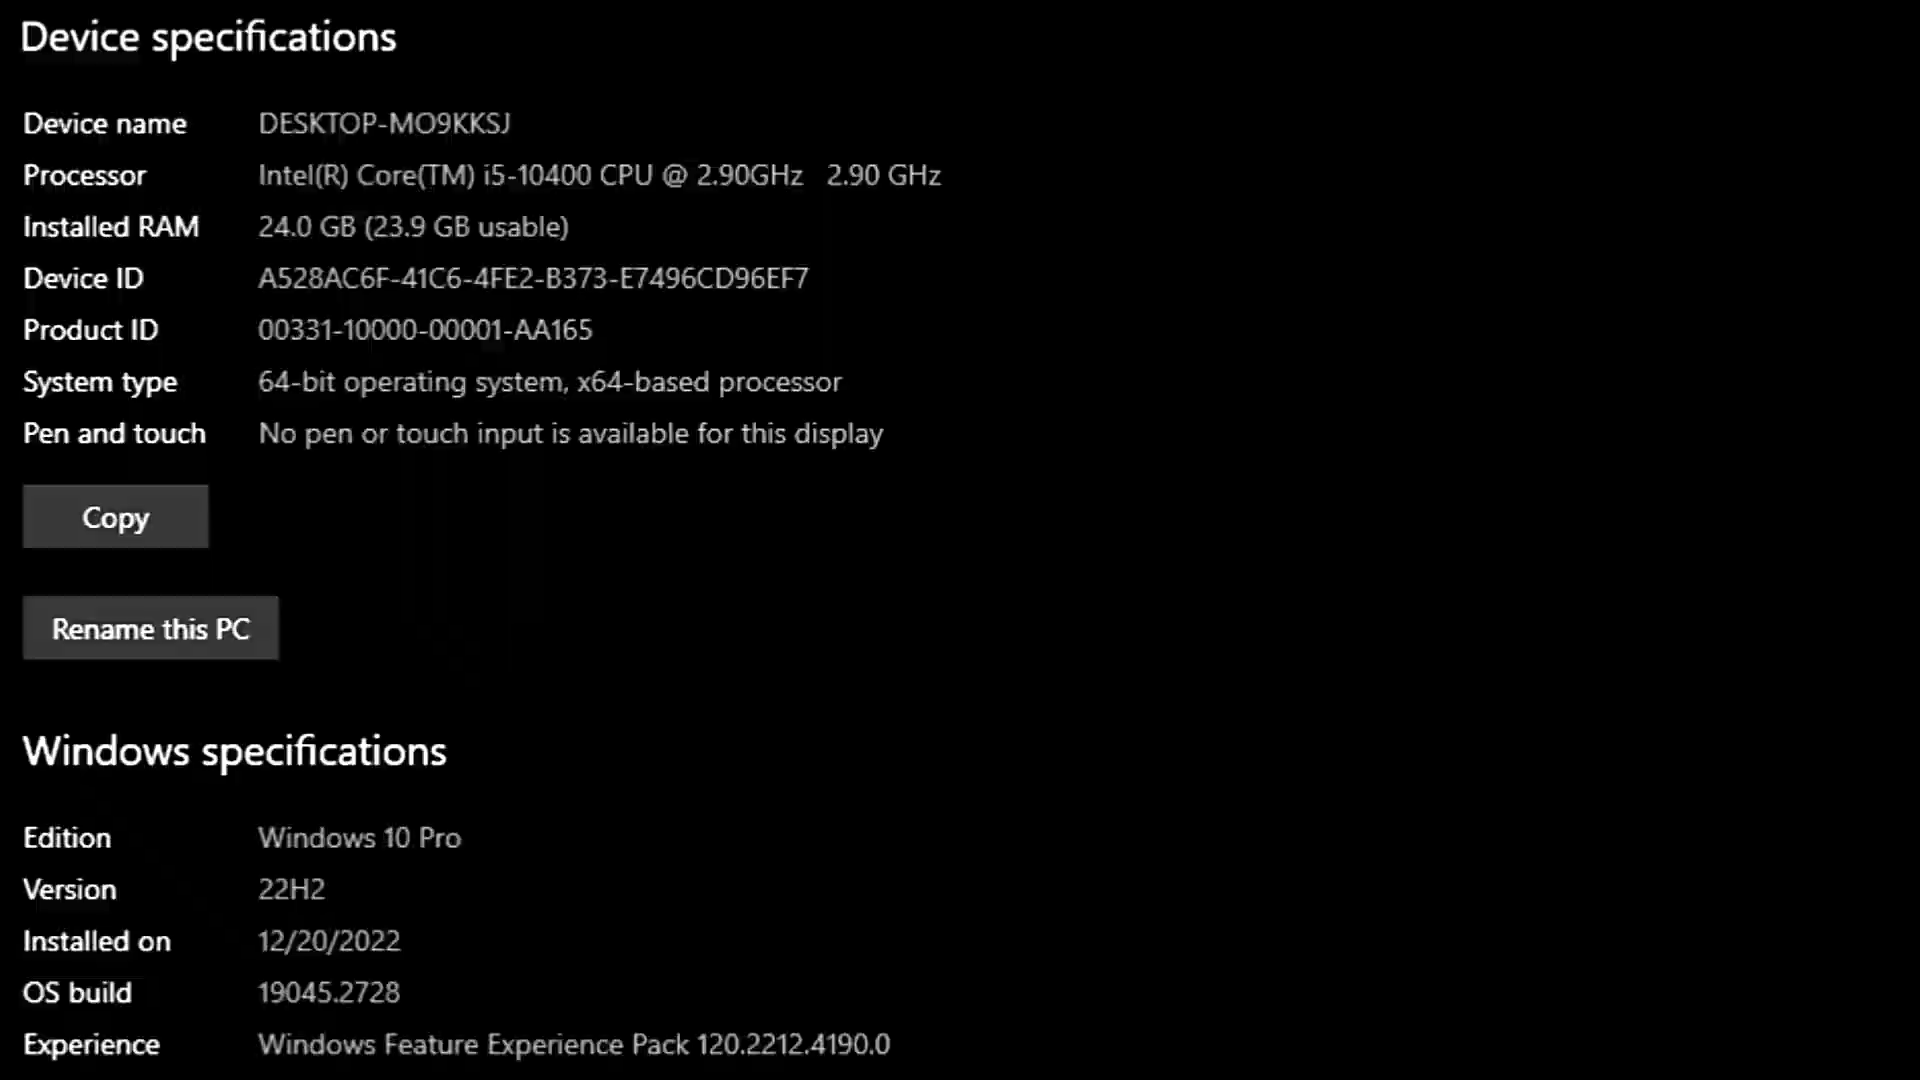 Device specifications
Device name DESKTOP-MO9KKSJ
Processor Intel(R) Core(TM) i5-10400 CPU @ 2.90GHz 2.90 GHz
Installed RAM 24.0 GB (23.9 GB usable)
Device ID A528AC6F-41C6-4FE2-B373-E7496CD96EF7
Product ID 00331-10000-00001-AA165
System type 64-bit operating system, x64-based processor
Pen and touch No pen or touch input is available for this display
Copy
Rename this PC
Windows specifications
Edition Windows 10 Pro
Version 22H2
Installed on 12/20/2022
OS build 19045.2728
Experience Windows Feature Experience Pack 120.2212.4190.0